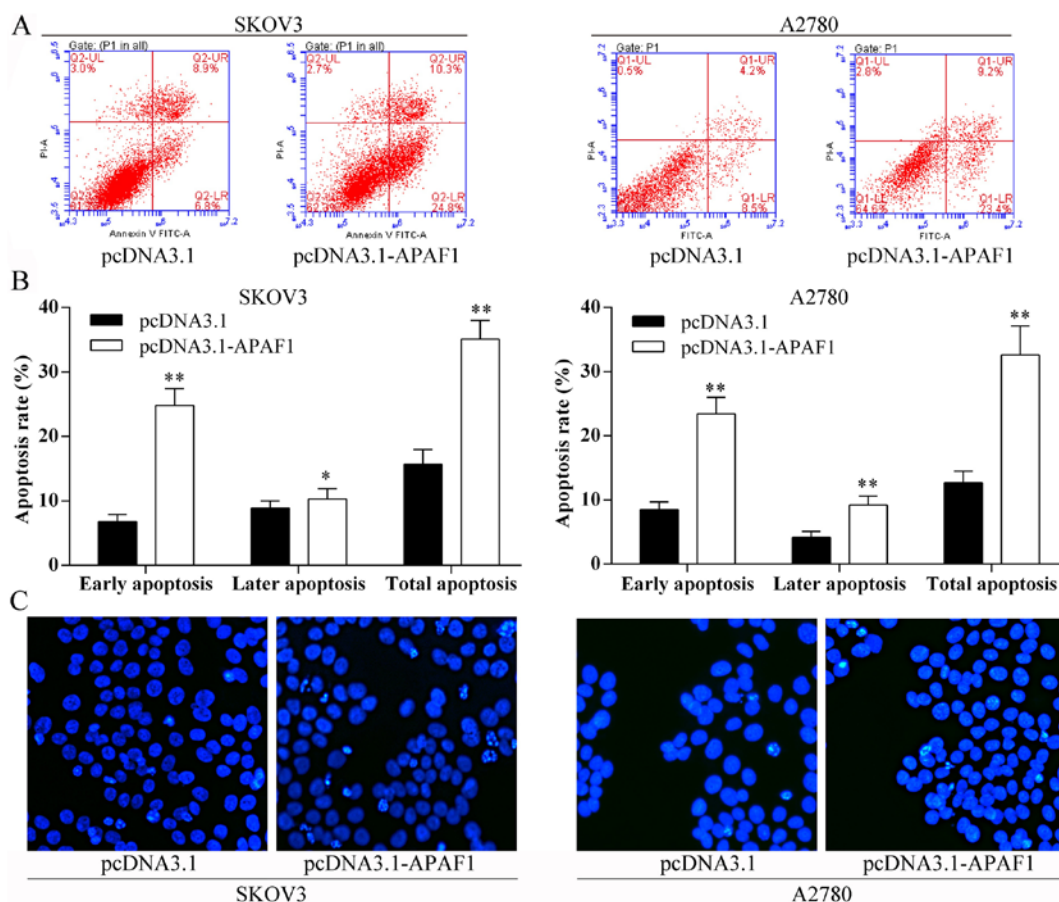 A
SKOV3
A2780
Gate: (P1 in all)
Q2-UL
3.0%
Q2-UR
8.9%
Q2-LR
6.8%
PI-A
Annexin V FITC-A
pcDNA3.1
Gate: (P1 in all)
Q2-UL
2.7%
Q2-UR
10.3%
Q2-LR
24.8%
PI-A
Annexin V FITC-A
pcDNA3.1-APAF1
Gate: P1
Q1-UL
0.5%
Q1-UR
4.2%
Q1-LR
8.5%
PI-A
FITC-A
pcDNA3.1
Gate: P1
Q1-UL
2.8%
Q1-UR
9.2%
Q1-LL
64.6%
Q1-LR
23.4%
PI-A
FITC-A
pcDNA3.1-APAF1
B
SKOV3
pcDNA3.1
pcDNA3.1-APAF1
Apoptosis rate (%)
40
30
20
10
0
**
*
**
Early apoptosis Later apoptosis Total apoptosis
A2780
pcDNA3.1
pcDNA3.1-APAF1
Apoptosis rate (%)
40
30
20
10
0
**
**
**
Early apoptosis Later apoptosis Total apoptosis
C
pcDNA3.1 pcDNA3.1-APAF1
SKOV3
pcDNA3.1 pcDNA3.1-APAF1
A2780